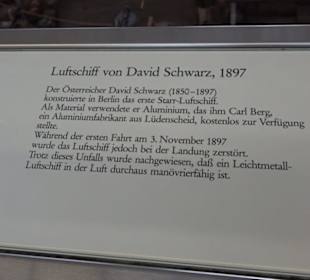 Luftschiff von David Schwarz, 1897
Der Österreicher David Schwarz (1850–1897)
konstruierte in Berlin das erste Starr-Luftschiff.
Als Material verwendete er Aluminium, das ihm Carl Berg,
ein Aluminiumfabrikant aus Lüdenscheid, kostenlos zur Verfügung
stellte.
Während der ersten Fahrt am 3. November 1897
wurde das Luftschiff jedoch bei der Landung zerstört.
Trotz dieses Unfalls wurde nachgewiesen, daß ein Leichtmetall-
Luftschiff in der Luft durchaus manövrierfähig ist.